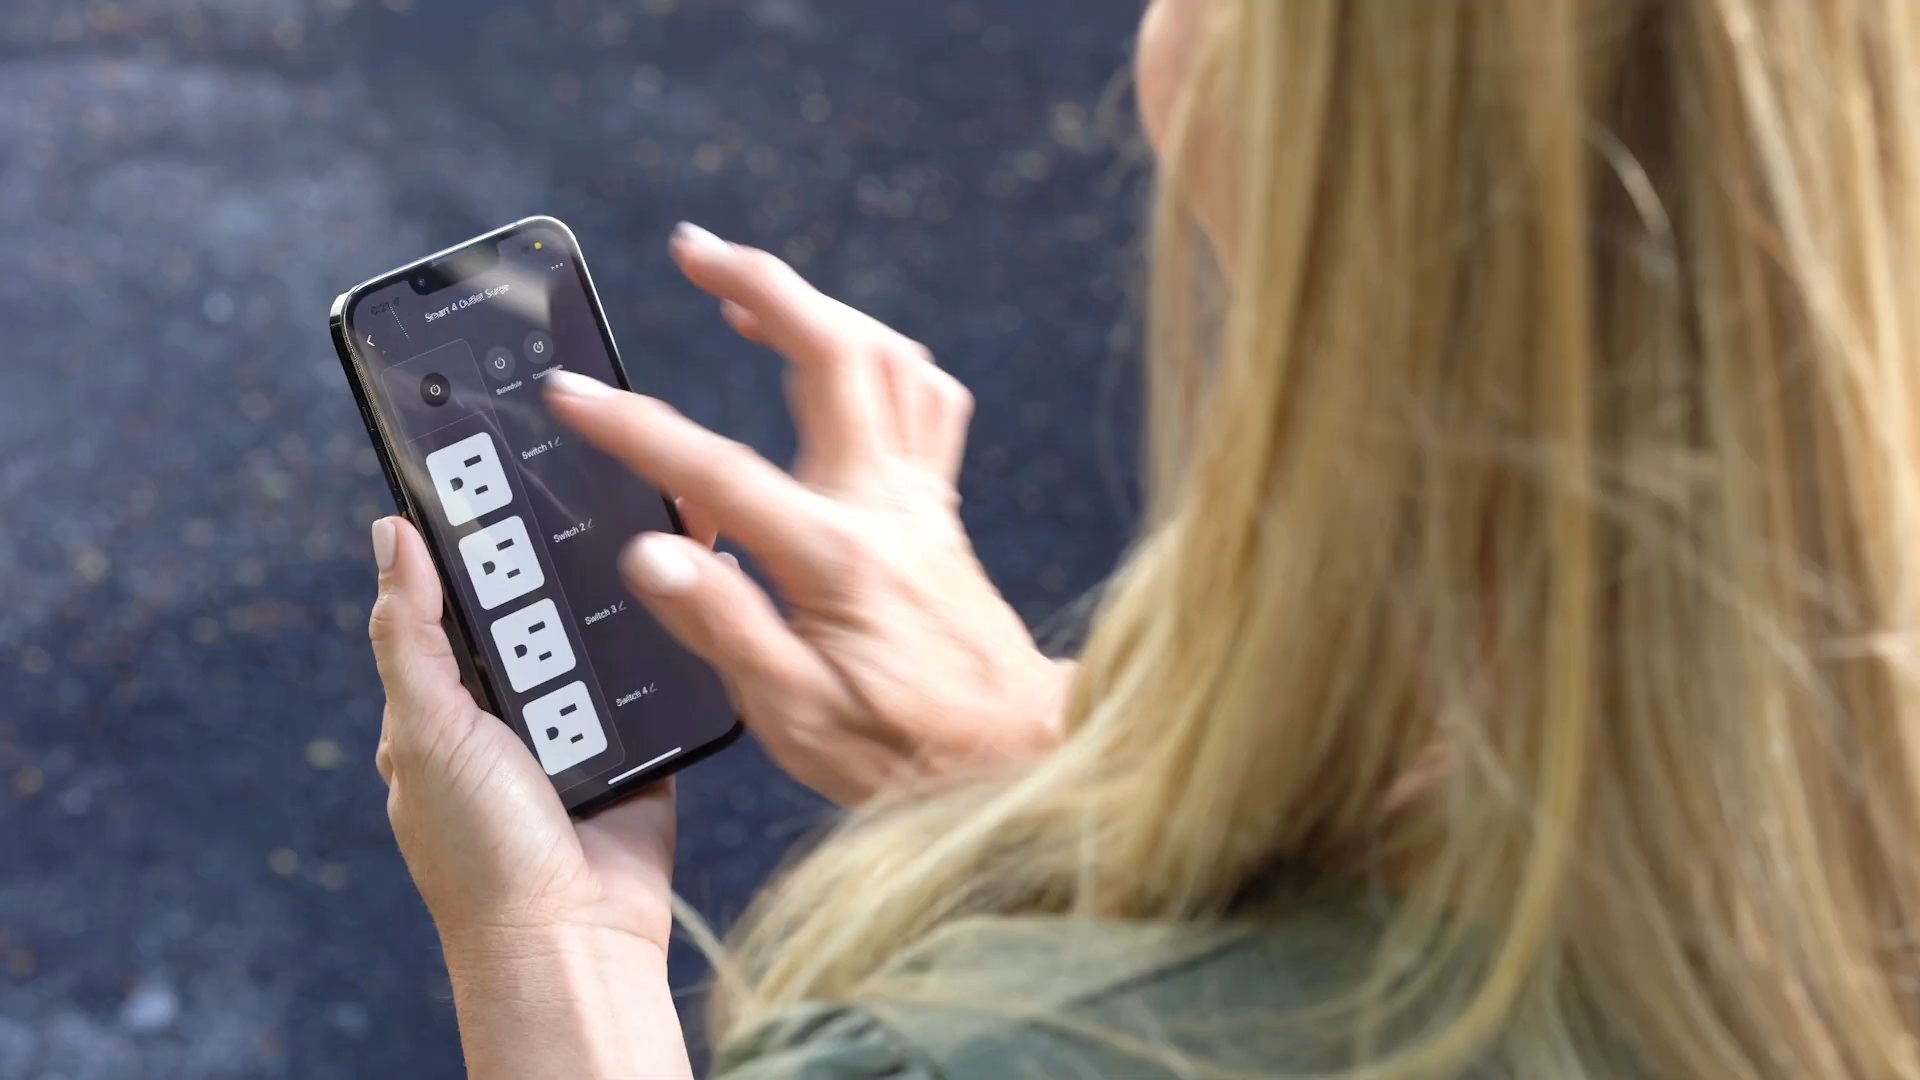 Smart 4 Outlet Surge
Schedule
Switch 1
Switch 2
Switch 3
Switch 4